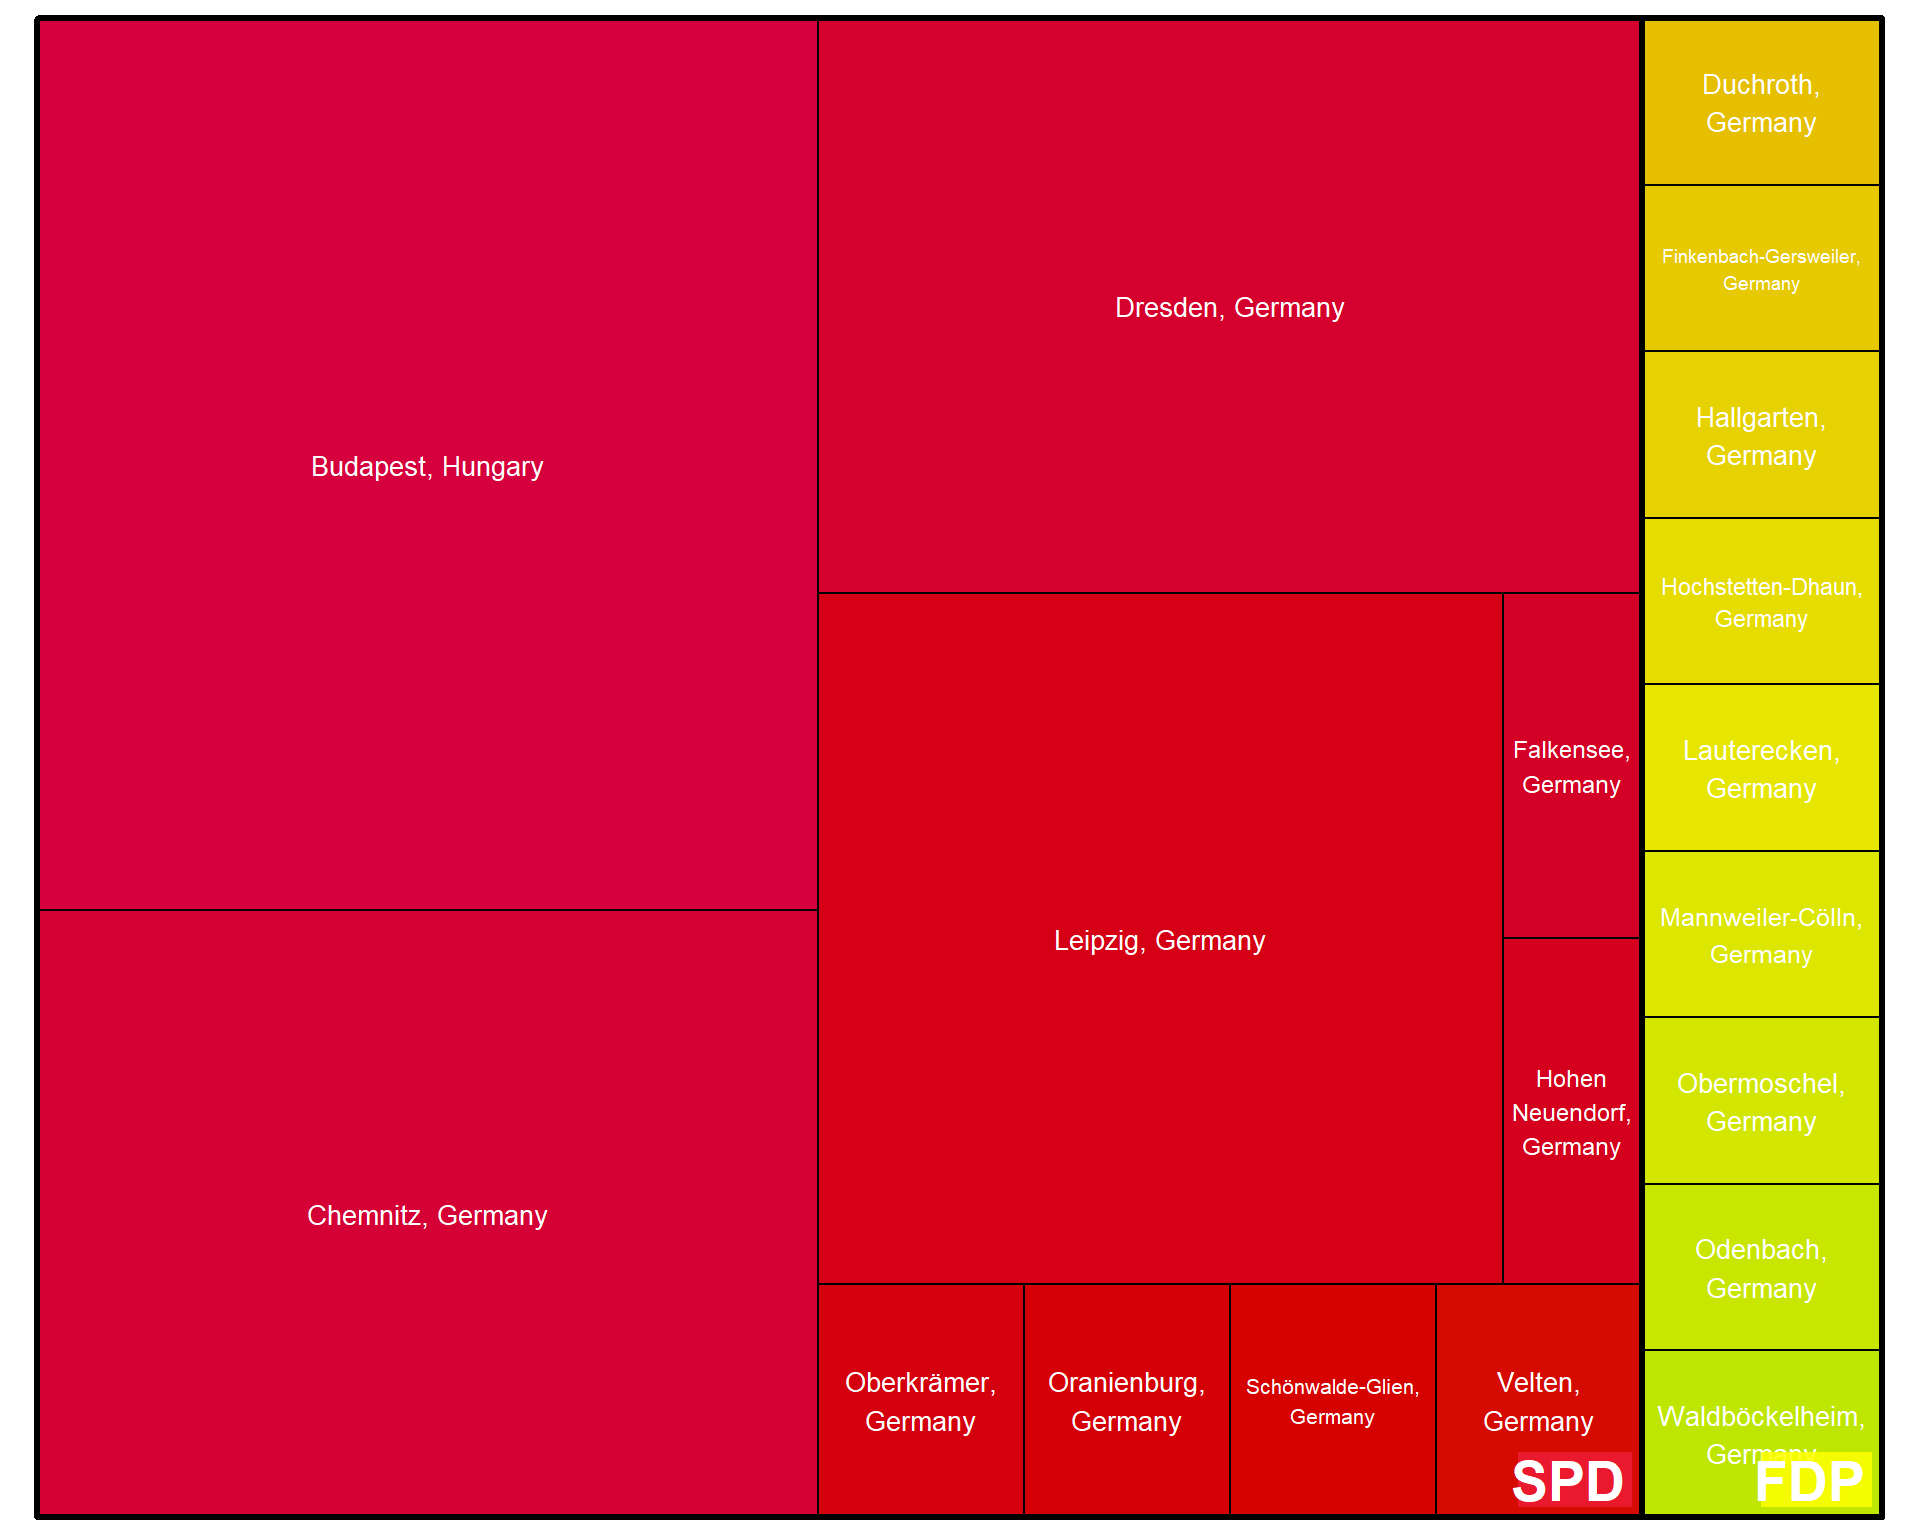 Budapest, Hungary
Chemnitz, Germany
Dresden, Germany
Leipzig, Germany
Falkensee,
Germany
Hohen
Neuendorf,
Germany
Oberkrämer,
Germany
Oranienburg,
Germany
Schönwalde-Glien,
Germany
Velten,
Germany
SPD
Duchroth,
Germany
Finkenbach-Gersweiler,
Germany
Hallgarten,
Germany
Hochstetten-Dhaun,
Germany
Lauterecken,
Germany
Mannweiler-Cölln,
Germany
Obermoschel,
Germany
Odenbach,
Germany
Waldböckelheim,
Germany
FDP